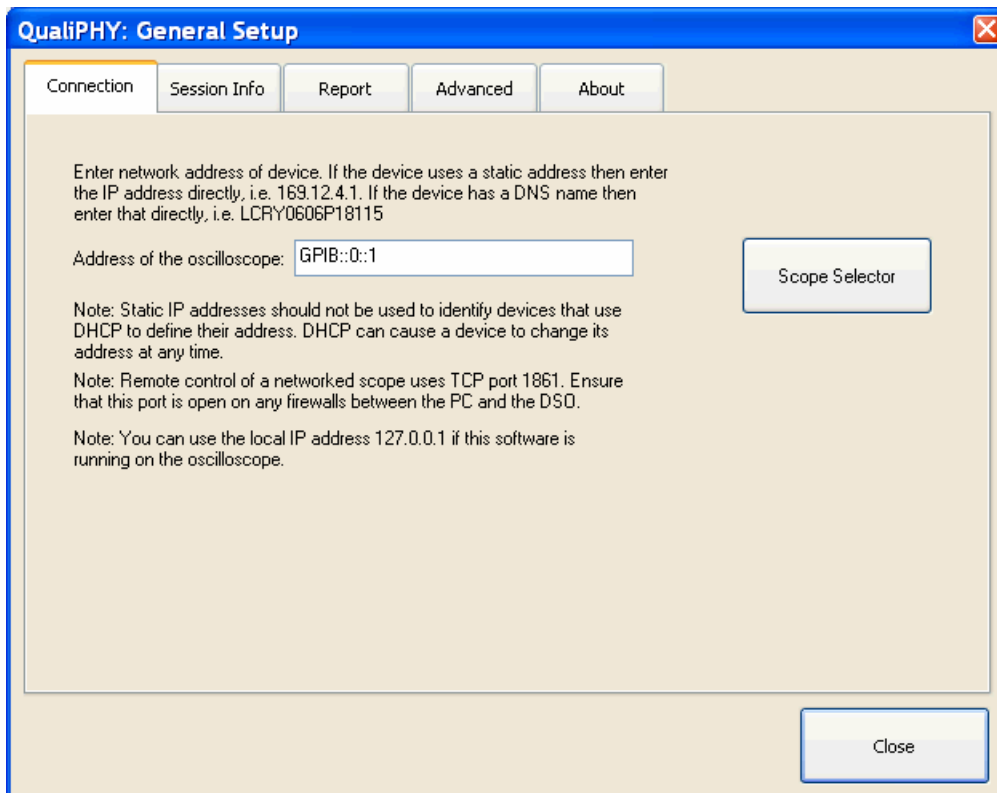 QualiPHY: General Setup
Connection
Session Info
Report
Advanced
About
Enter network address of device. If the device uses a static address then enter
the IP address directly, i.e. 169.12.4.1. If the device has a DNS name then
enter that directly, i.e. LCRY0606P18115
Address of the oscilloscope:
GPIB::0::1
Scope Selector
Note: Static IP addresses should not be used to identify devices that use
DHCP to define their address. DHCP can cause a device to change its
address at any time.
Note: Remote control of a networked scope uses TCP port 1861. Ensure
that this port is open on any firewalls between the PC and the DSO.
Note: You can use the local IP address 127.0.0.1 if this software is
running on the oscilloscope.
Close